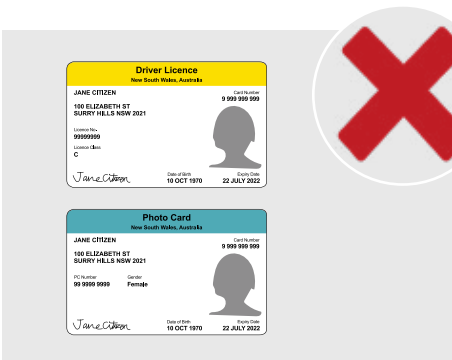 Driver Licence
New South Wales, Australia
JANE CITIZEN
Card Number
9 999 999 999
100 ELIZABETH ST
SURRY HILLS NSW 2021
Licence No.
99999999
Licence Class
C
Jane Citizen
Date of Birth
10 OCT 1970
Expiry Date
22 JULY 2022
Photo Card
New South Wales, Australia
JANE CITIZEN
Card Number
9 999 999 999
100 ELIZABETH ST
SURRY HILLS NSW 2021
PC Number
99 9999 9999
Gender
Female
Jane Citizen
Date of Birth
10 OCT 1970
Expiry Date
22 JULY 2022